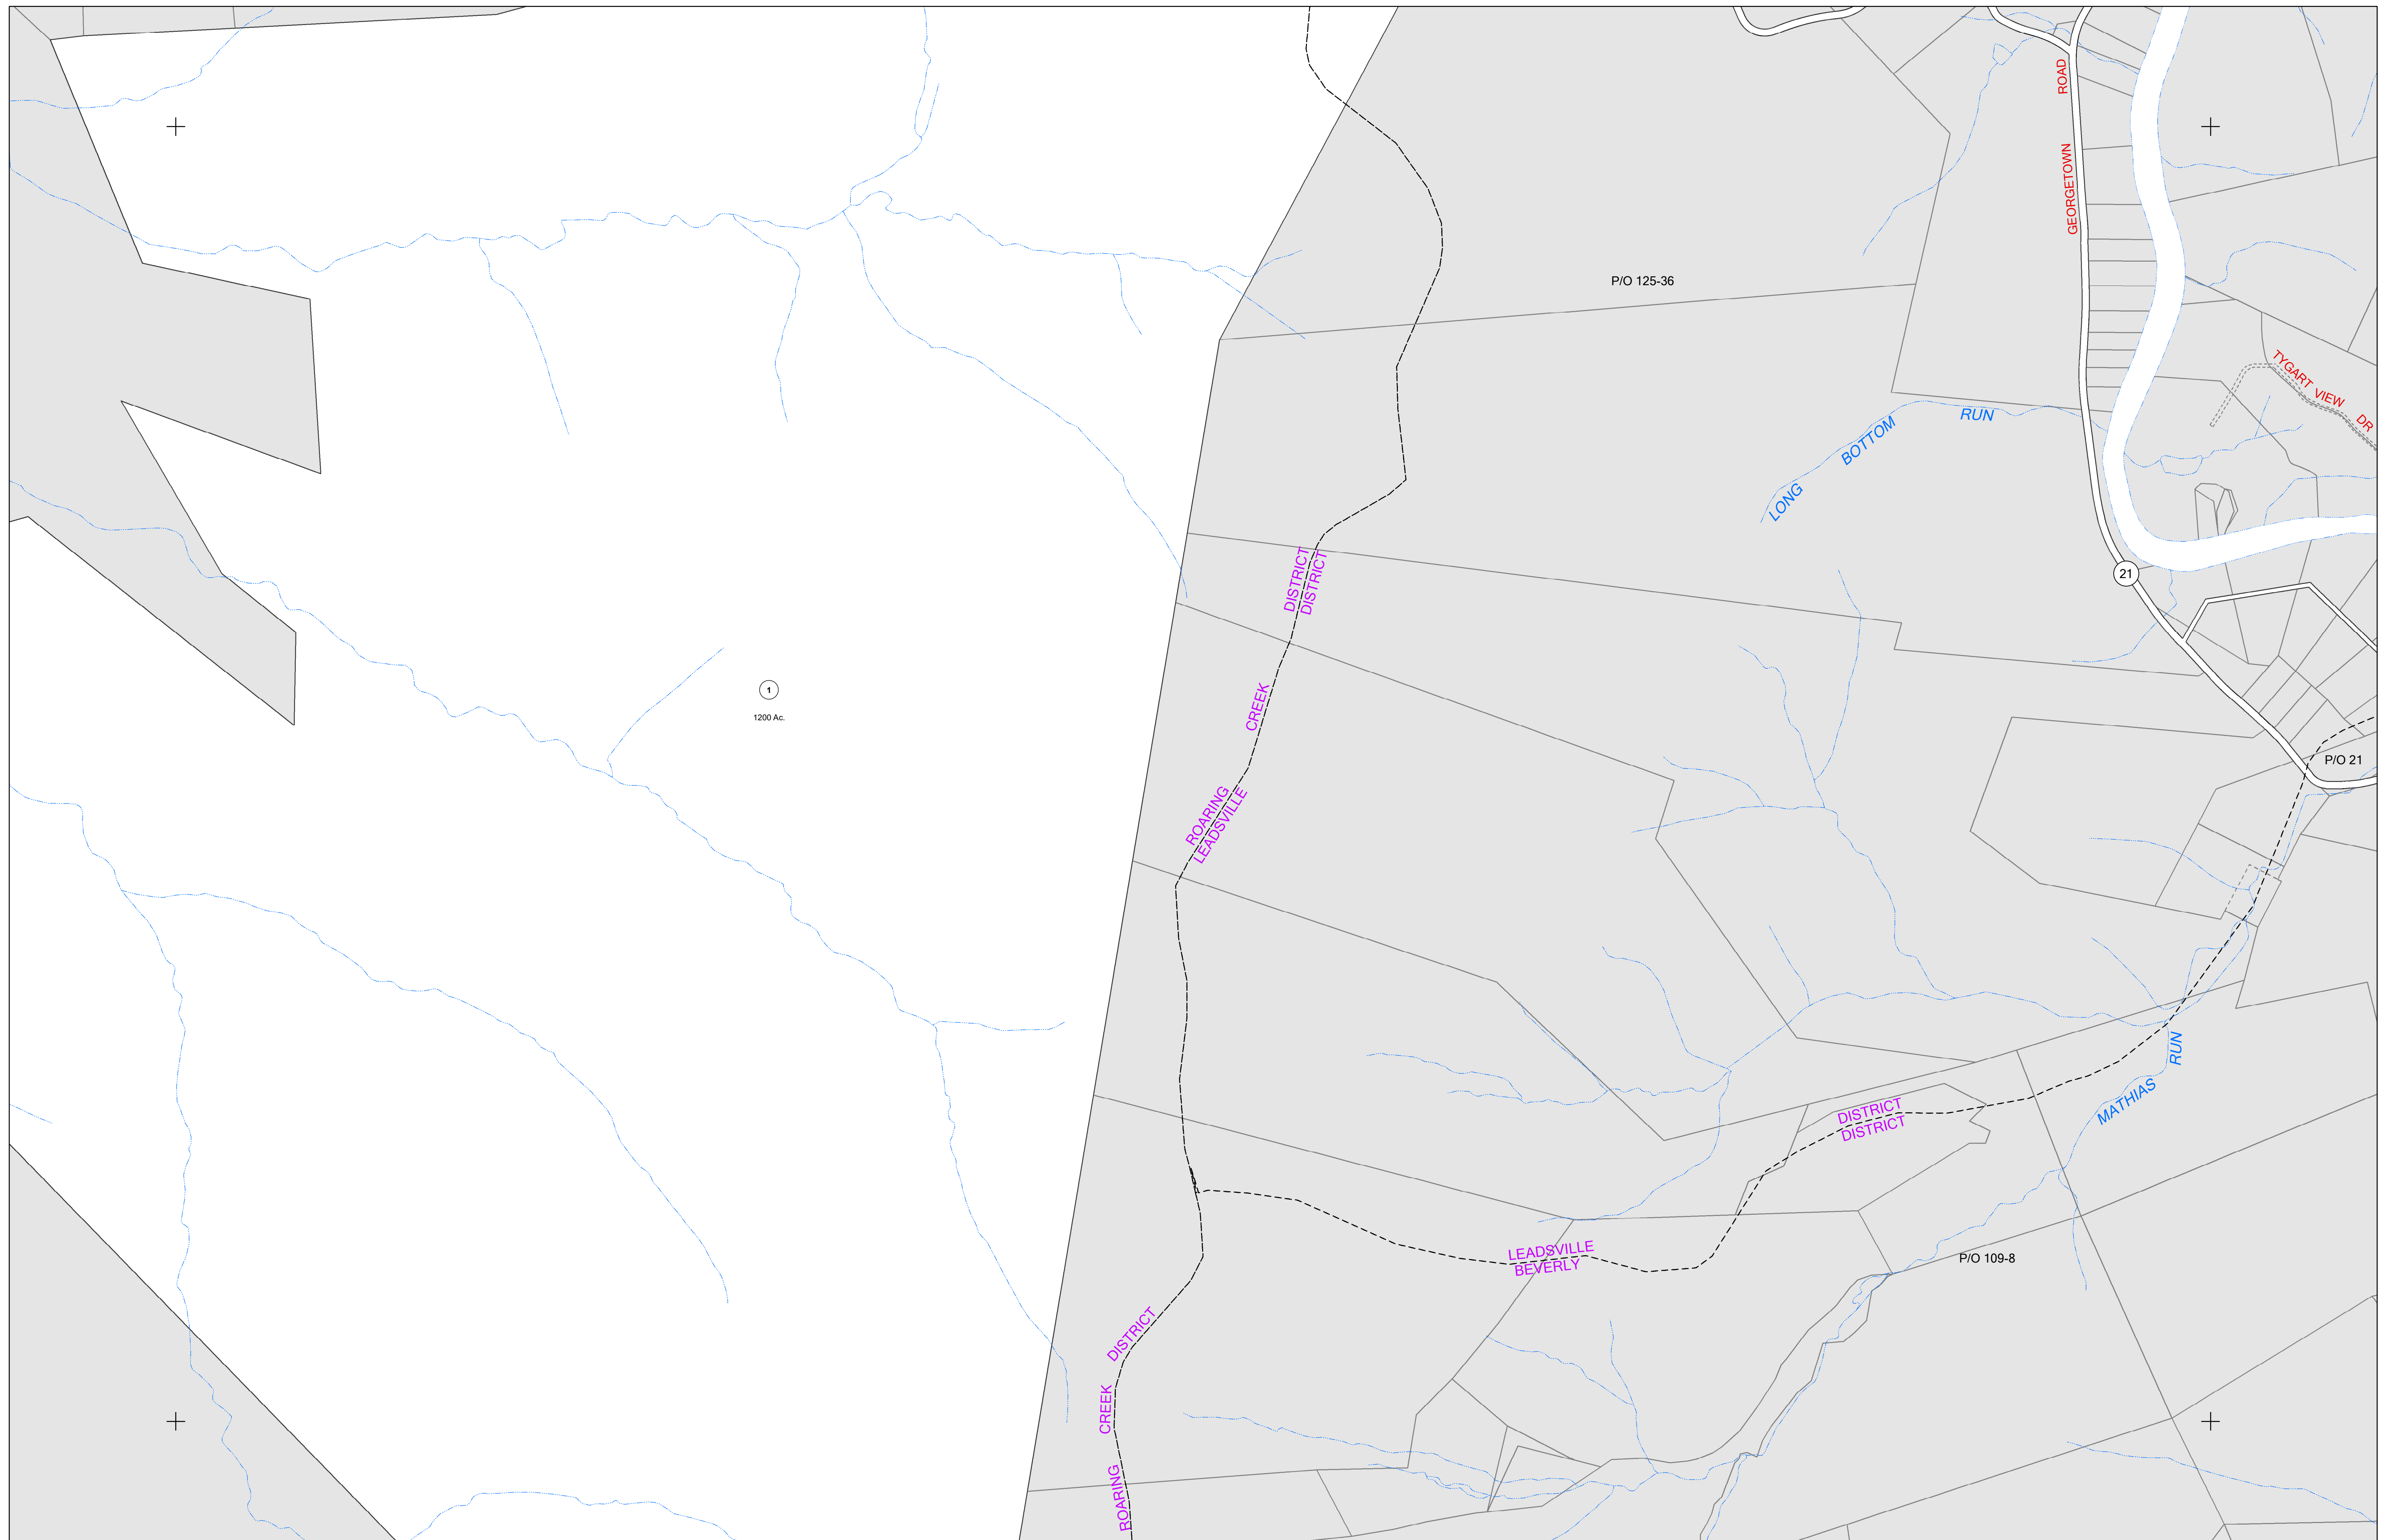 GEORGETOWN ROAD
P/O 125-36
TYGART VIEW DR
LONG BOTTOM RUN
21
DISTRICT
DISTRICT
ROARING CREEK
LEADSVILLE
1
1200 Ac.
P/O 21
MATHIAS RUN
DISTRICT
DISTRICT
LEADSVILLE
BEVERLY
P/O 109-8
ROARING CREEK DISTRICT